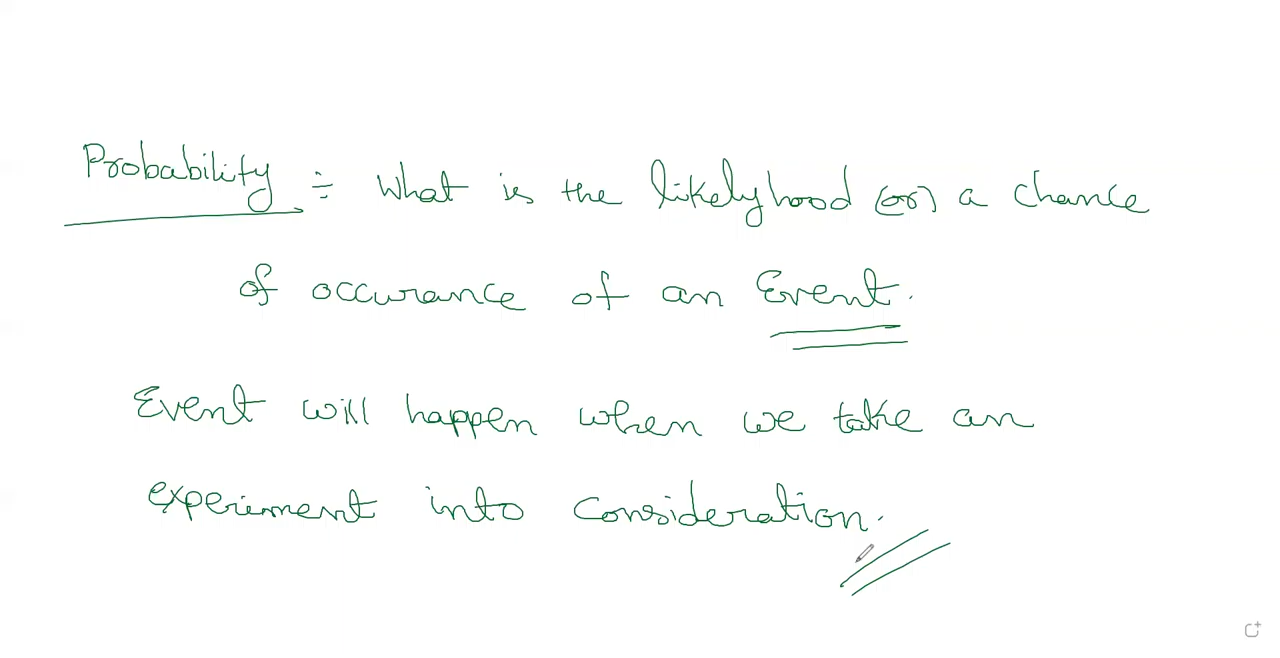 Probability :- What is the likelyhood (or) a chance
of occurance of an Event.
Event will happen when we take an
experiment into consideration.